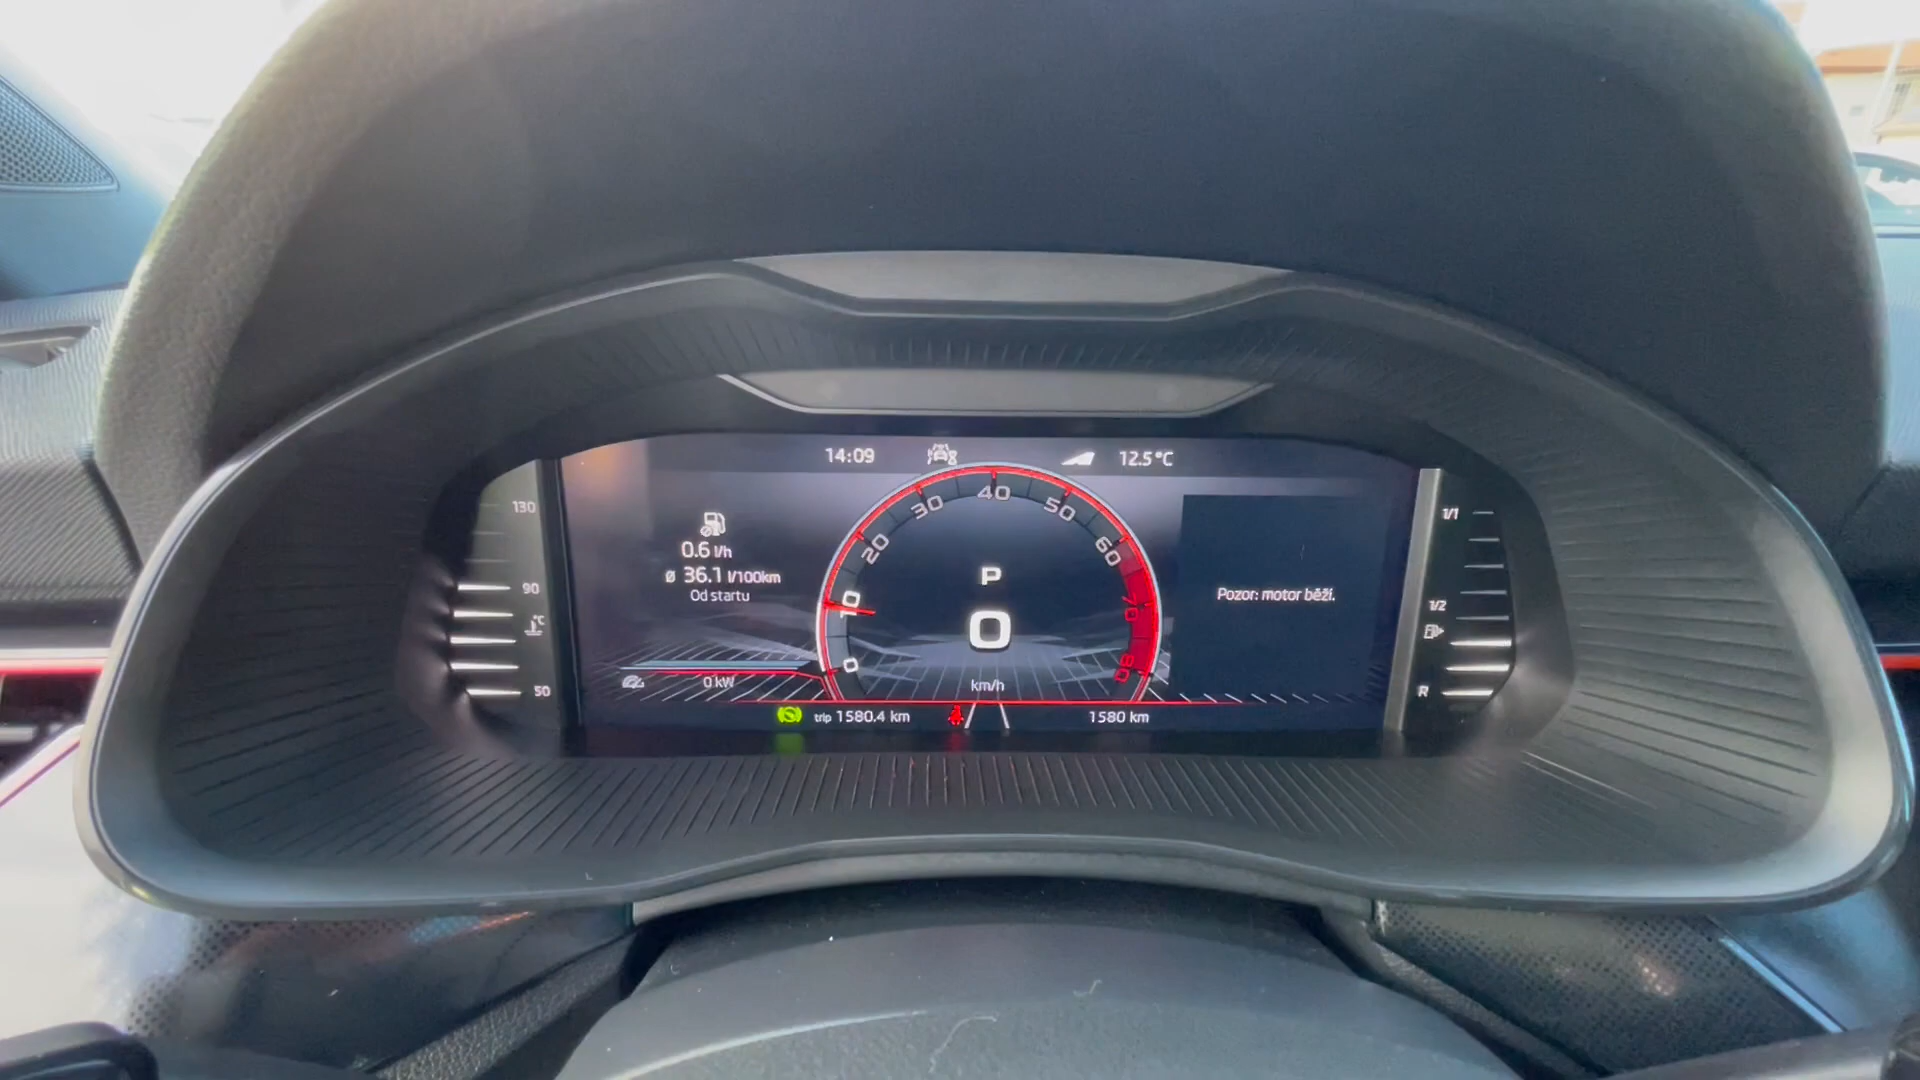 14:09 12.5°C
130
90
°C
50
0.6 l/h
ø 36.1 l/100km
Od startu
0 kW
0
10
20
30
40
50
60
70
80
P
0
km/h
Pozor: motor běží.
1/1
1/2
R
trip 1580.4 km 1580 km